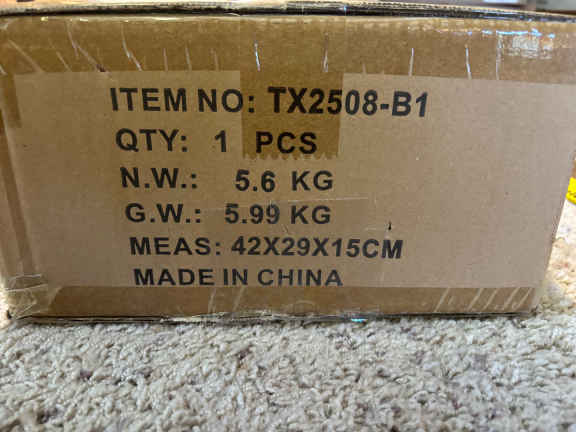 ITEM NO: TX2508-B1
QTY: 1 PCS
N.W.: 5.6 KG
G.W.: 5.99 KG
MEAS: 42X29X15CM
MADE IN CHINA